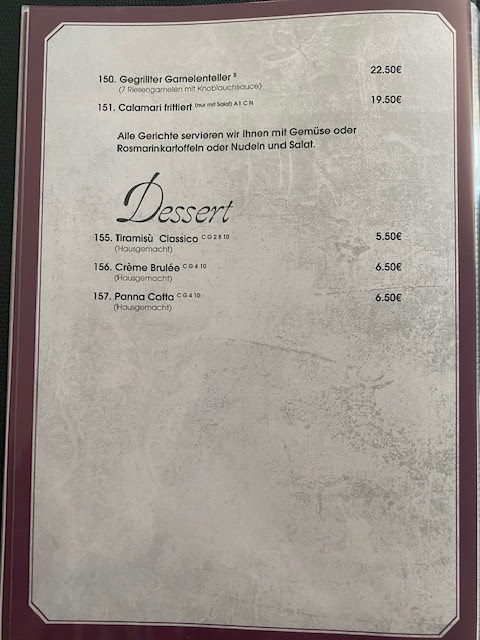 150. Gegrillter Garnelenteller B 22.50€
(7 Riesengarnelen mit Knoblauchsauce)
151. Calamari frittiert (nur mit Salat) A 1 C N 19.50€
Alle Gerichte servieren wir Ihnen mit Gemüse oder
Rosmarinkartoffeln oder Nudeln und Salat.
Dessert
155. Tiramisù Classico C G 2 8 10 5.50€
(Hausgemacht)
156. Crème Brulée C G 4 10 6.50€
(Hausgemacht)
157. Panna Cotta C G 4 10 6.50€
(Hausgemacht)